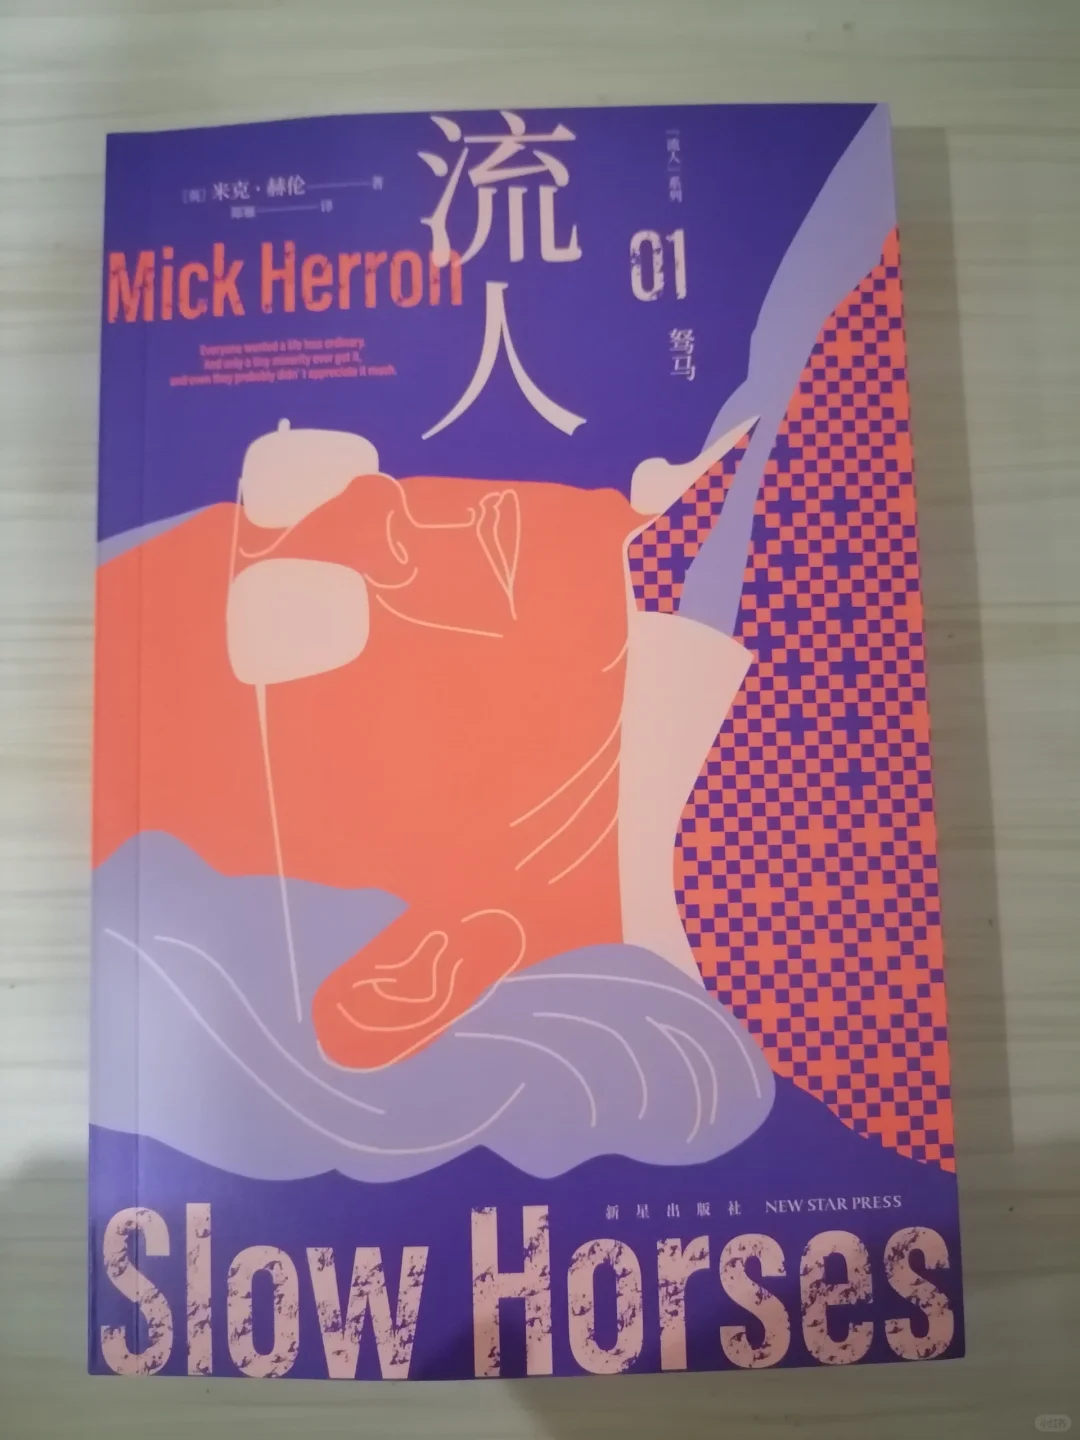 流人
[英] 米克·赫伦————著
————译
Mick Herron
Everyone wanted a life less ordinary.
And only a tiny minority ever got it,
and even they probably didn't appreciate it much.
「流人」系列
01
驽马
新星出版社 NEW STAR PRESS
Slow Horses